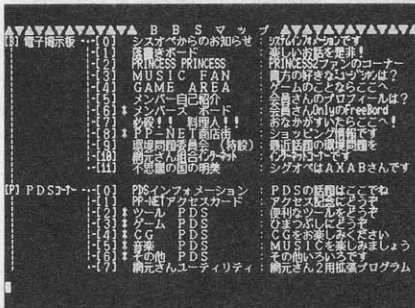 ▲▼▲▼▲▼▲▼▲▼▲▼ ＢＢＳマップ ▲▼▲▼▲▼▲▼▲▼▲▼
[B] 電子掲示板 ---[0] シスオペからのお知らせ : システムインフォメーションです
-[1] 落書きボード : 楽しいお話を是非！
-[2] PRINCESS PRINCESS : PRINCESS2ファンのコーナー
-[3] ＭＵＳＩＣ ＦＡＮ : 貴方の好きなミュージシャンは？
-[4] ＧＡＭＥ ＡＲＥＡ : ゲームのことならここへ
-[5] メンバー自己紹介 : 会員さんのプロフィールは？
-[6]＊メンバーズボード : 会員さんOnlyのFreeBord
-[7] 必殺！！料理人！！ : おなかがすいたらここへ！
-[8]＊ＰＰ－ＮＥＴ商店街 : ショッピング情報です
-[9] 環境問題委員会（特設） : 最近話題の環境問題を
-[10] 網元さん組合インターネット
-[11] 不思議の国の明美 : シグオペはＡＸＡＢさんです
[P] ＰＤＳコーナー ---[0] PDSインフォメーション : ＰＤＳの話題はここでね
-[1] PP-NETアクセスカード : アクセス記念にどうぞ
-[2]＊ツール ＰＤＳ : 便利なツールをどうぞ
-[3]＊ゲーム ＰＤＳ : ひまつぶしにどうぞ
-[4]＊ＣＧ ＰＤＳ : ＣＧをお楽しみください
-[5]＊音楽 ＰＤＳ : ＭＵＳＩＣを楽しみましょう
-[6]＊その他 ＰＤＳ : その他いろいろです
-[7] 網元さんユーティリティ : 網元さん２用拡張プログラム